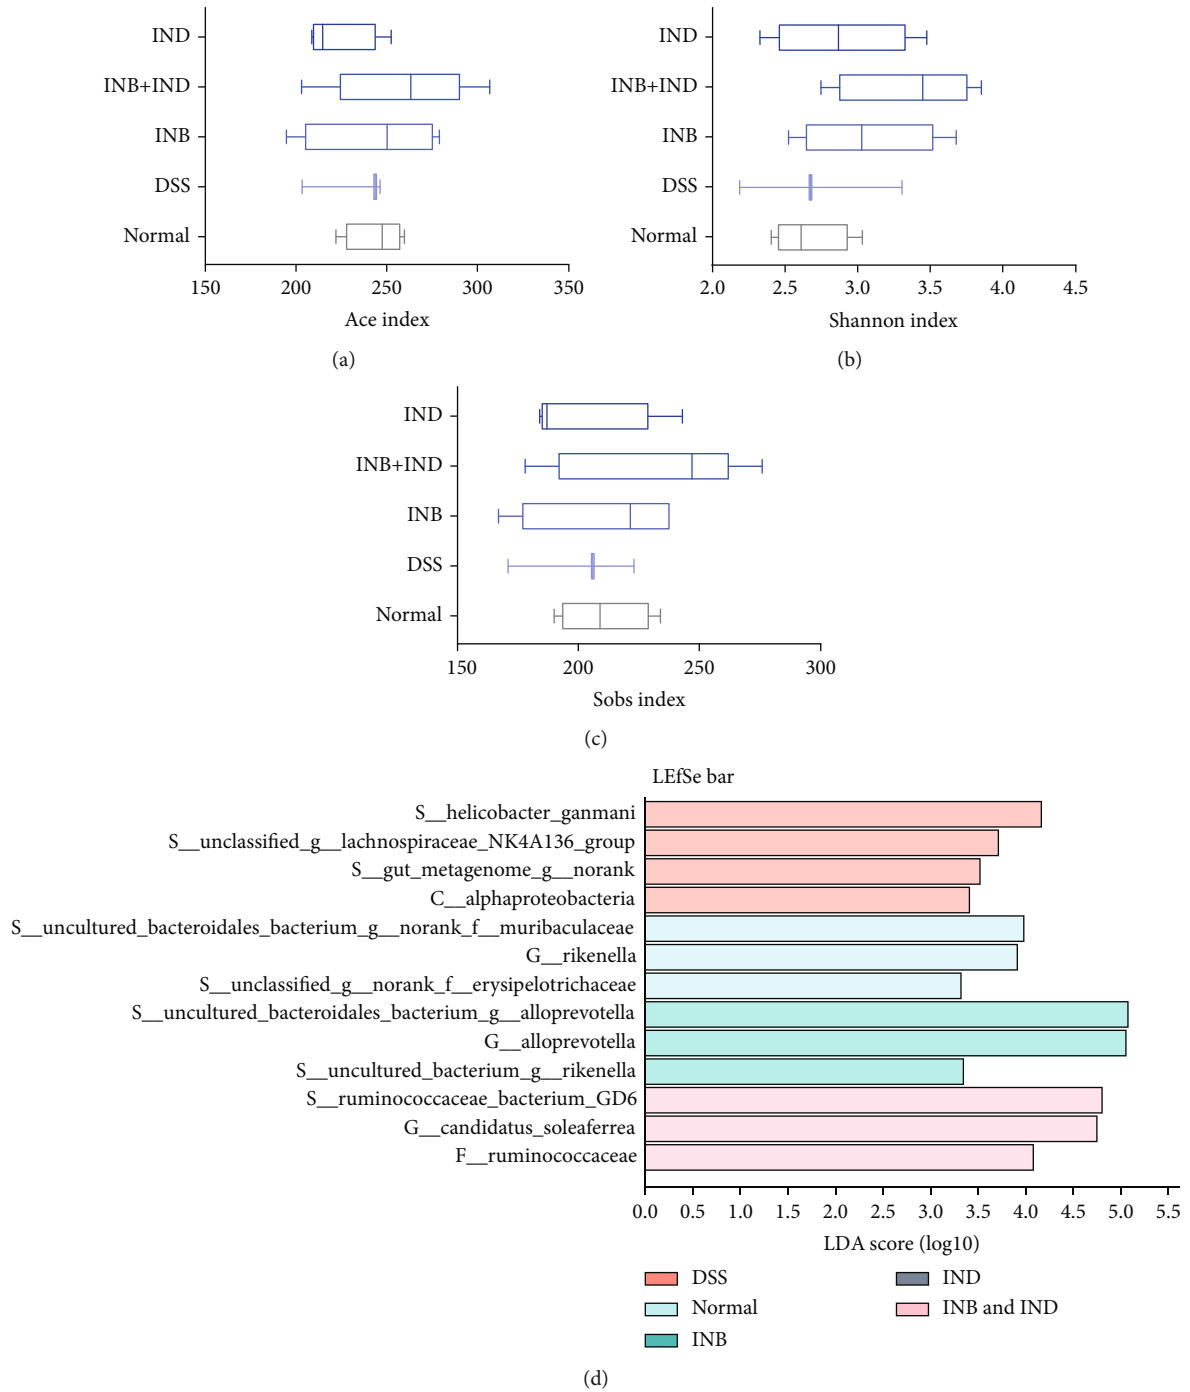 IND
INB+IND
INB
DSS
Normal
150 200 250 300 350
Ace index
(a)
IND
INB+IND
INB
DSS
Normal
2.0 2.5 3.0 3.5 4.0 4.5
Shannon index
(b)
IND
INB+IND
INB
DSS
Normal
150 200 250 300
Sobs index
(c)
LEfSe bar
S__helicobacter_ganmani
S__unclassified_g__lachnospiraceae_NK4A136_group
S__gut_metagenome_g__norank
C__alphaproteobacteria
S__uncultured_bacteroidales_bacterium_g__norank_f__muribaculaceae
G__rikenella
S__unclassified_g__norank_f__erysipelotrichaceae
S__uncultured_bacteroidales_bacterium_g__alloprevotella
G__alloprevotella
S__uncultured_bacterium_g__rikenella
S__ruminococcaceae_bacterium_GD6
G__candidatus_soleaferrea
F__ruminococcaceae
0.0 0.5 1.0 1.5 2.0 2.5 3.0 3.5 4.0 4.5 5.0 5.5
LDA score (log10)
DSS
Normal
INB
IND
INB and IND
(d)